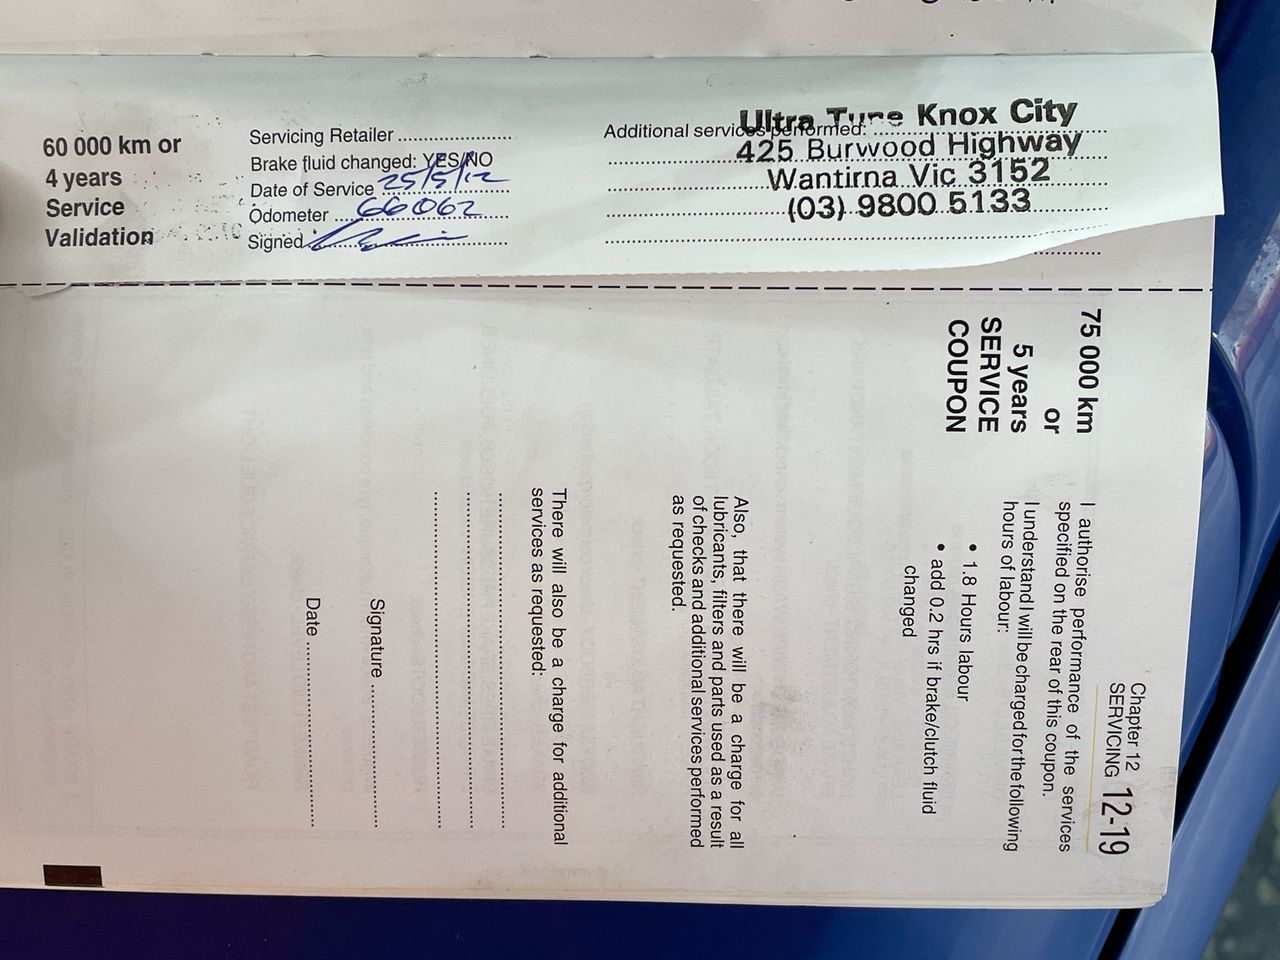 60 000 km or
4 years
Service
Validation
Servicing Retailer ..............................
Brake fluid changed: YES/NO
Date of Service 25/5/12
Odometer .... 66062
Signed
Additional services performed:
Ultra Tune Knox City
425 Burwood Highway
Wantirna Vic 3152
(03) 9800 5133
Chapter 12
SERVICING 12-19
75 000 km
or
5 years
SERVICE
COUPON
I authorise performance of the services
specified on the rear of this coupon.
I understand I will be charged for the following
hours of labour:
• 1.8 Hours labour
• add 0.2 hrs if brake/clutch fluid
changed
Also, that there will be a charge for all
lubricants, filters and parts used as a result
of checks and additional services performed
as requested.
There will also be a charge for additional
services as requested:
Signature ..............................
Date ..............................